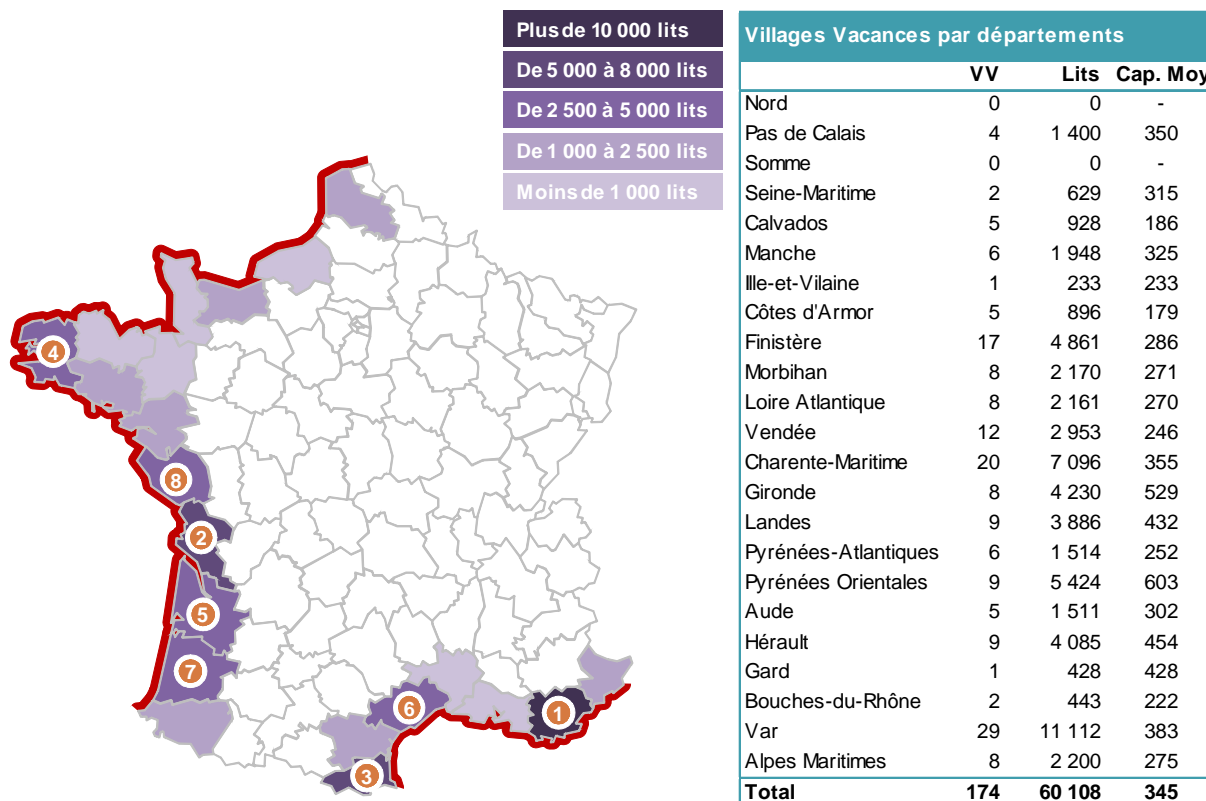 Plus de 10 000 lits
De 5 000 à 8 000 lits
De 2 500 à 5 000 lits
De 1 000 à 2 500 lits
Moins de 1 000 lits
4
8
2
5
7
6
1
3
Villages Vacances par départements
VV Lits Cap. Moy
Nord 0 0 -
Pas de Calais 4 1 400 350
Somme 0 0 -
Seine-Maritime 2 629 315
Calvados 5 928 186
Manche 6 1 948 325
Ille-et-Vilaine 1 233 233
Côtes d'Armor 5 896 179
Finistère 17 4 861 286
Morbihan 8 2 170 271
Loire Atlantique 8 2 161 270
Vendée 12 2 953 246
Charente-Maritime 20 7 096 355
Gironde 8 4 230 529
Landes 9 3 886 432
Pyrénées-Atlantiques 6 1 514 252
Pyrénées Orientales 9 5 424 603
Aude 5 1 511 302
Hérault 9 4 085 454
Gard 1 428 428
Bouches-du-Rhône 2 443 222
Var 29 11 112 383
Alpes Maritimes 8 2 200 275
Total 174 60 108 345